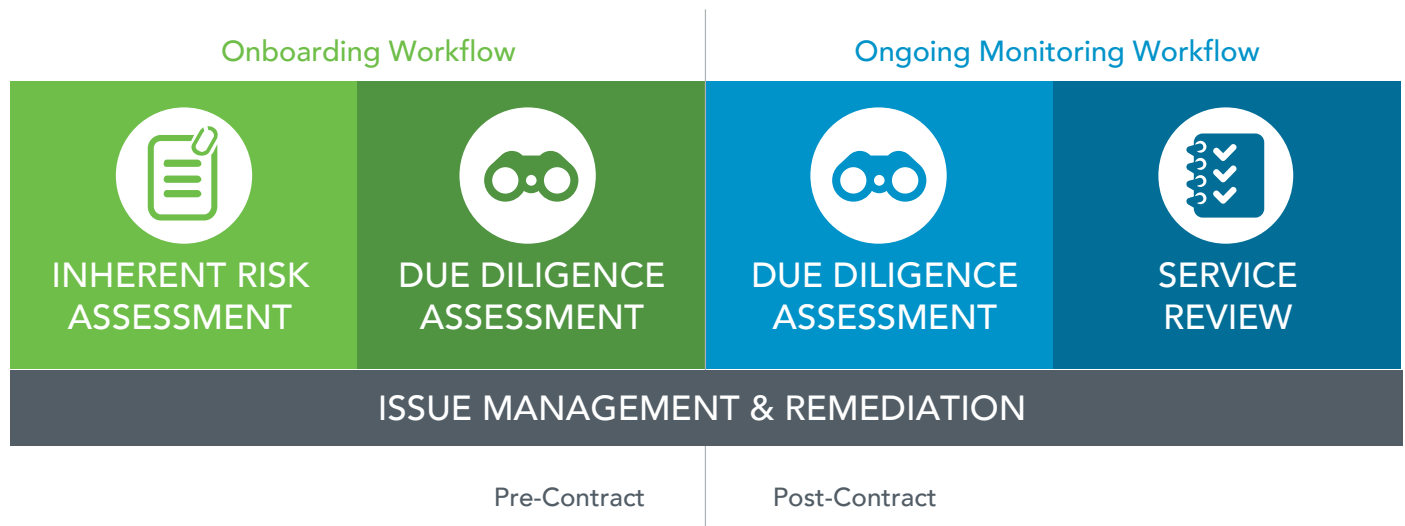 Onboarding Workflow
Ongoing Monitoring Workflow
INHERENT RISK
ASSESSMENT
DUE DILIGENCE
ASSESSMENT
DUE DILIGENCE
ASSESSMENT
SERVICE
REVIEW
ISSUE MANAGEMENT & REMEDIATION
Pre-Contract
Post-Contract